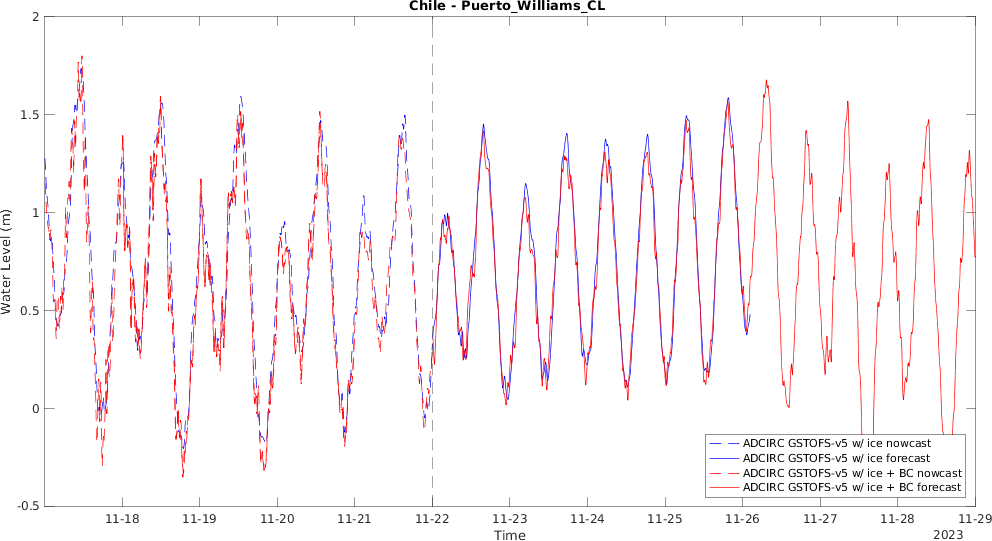 Chile - Puerto_Williams_CL
2
1.5
1
0.5
0
-0.5
Water Level (m)
ADCIRC GSTOFS-v5 w/ ice nowcast
ADCIRC GSTOFS-v5 w/ ice forecast
ADCIRC GSTOFS-v5 w/ ice + BC nowcast
ADCIRC GSTOFS-v5 w/ ice + BC forecast
11-18 11-19 11-20 11-21 11-22 11-23 11-24 11-25 11-26 11-27 11-28 11-29
Time
2023